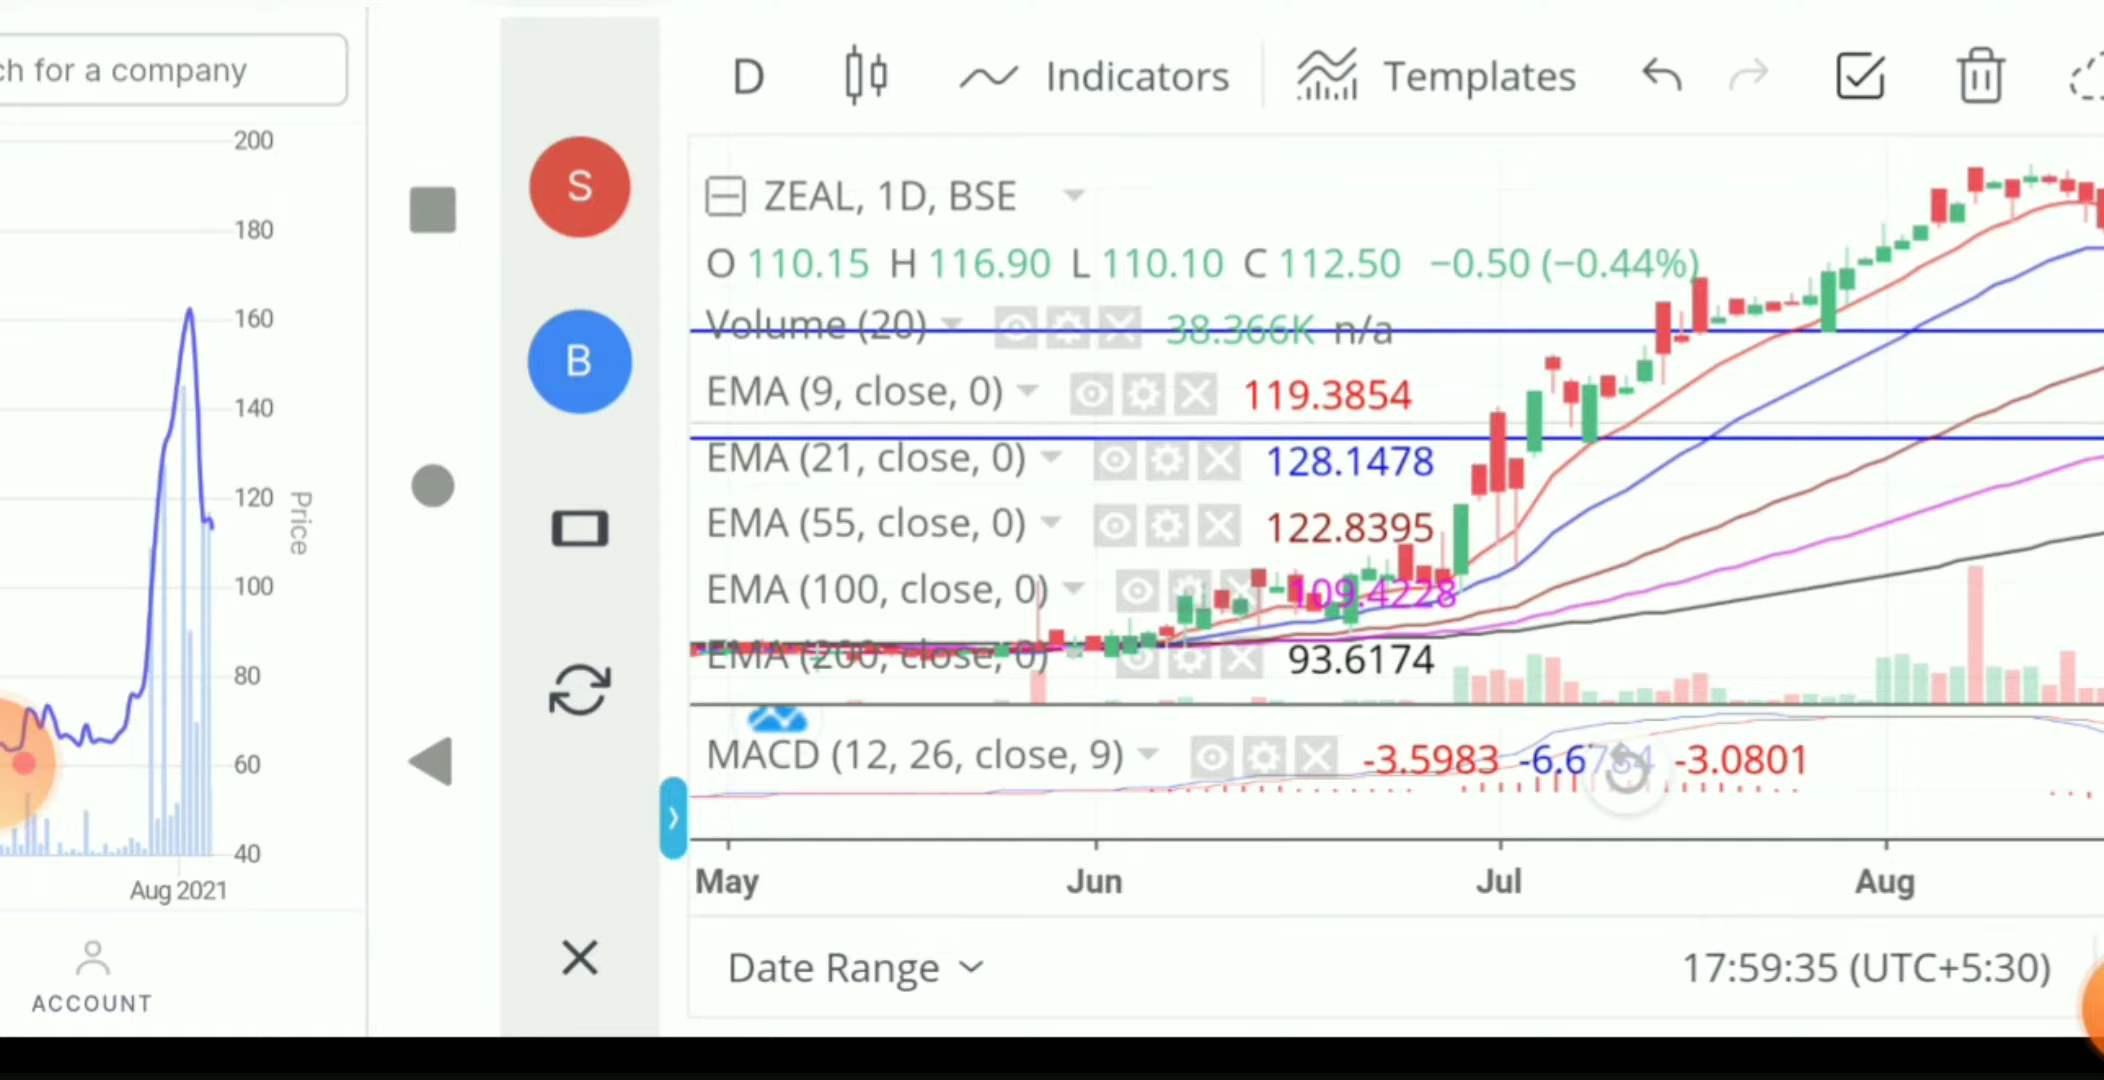 ch for a company
200
180
160
140
120
100
80
60
40
Price
Aug 2021
ACCOUNT
S
B
D
Indicators
Templates
ZEAL, 1D, BSE
O 110.15 H 116.90 L 110.10 C 112.50 −0.50 (−0.44%)
Volume (20) 38.366K n/a
EMA (9, close, 0) 119.3854
EMA (21, close, 0) 128.1478
EMA (55, close, 0) 122.8395
EMA (100, close, 0) 109.4228
EMA (200, close, 0) 93.6174
MACD (12, 26, close, 9) -3.5983 -6.6784 -3.0801
May Jun Jul Aug
Date Range 17:59:35 (UTC+5:30)